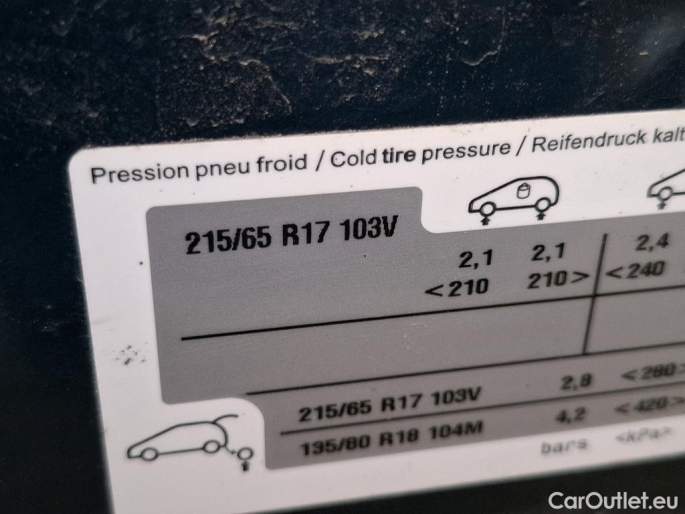 Pression pneu froid / Cold tire pressure / Reifendruck kalt
215/65 R17 103V
2,1 2,1 2,4
<210 210> <240
215/65 R17 103V 2,8 <280>
135/80 R18 104M 4,2 <420>
bars <kPa>
CarOutlet.eu